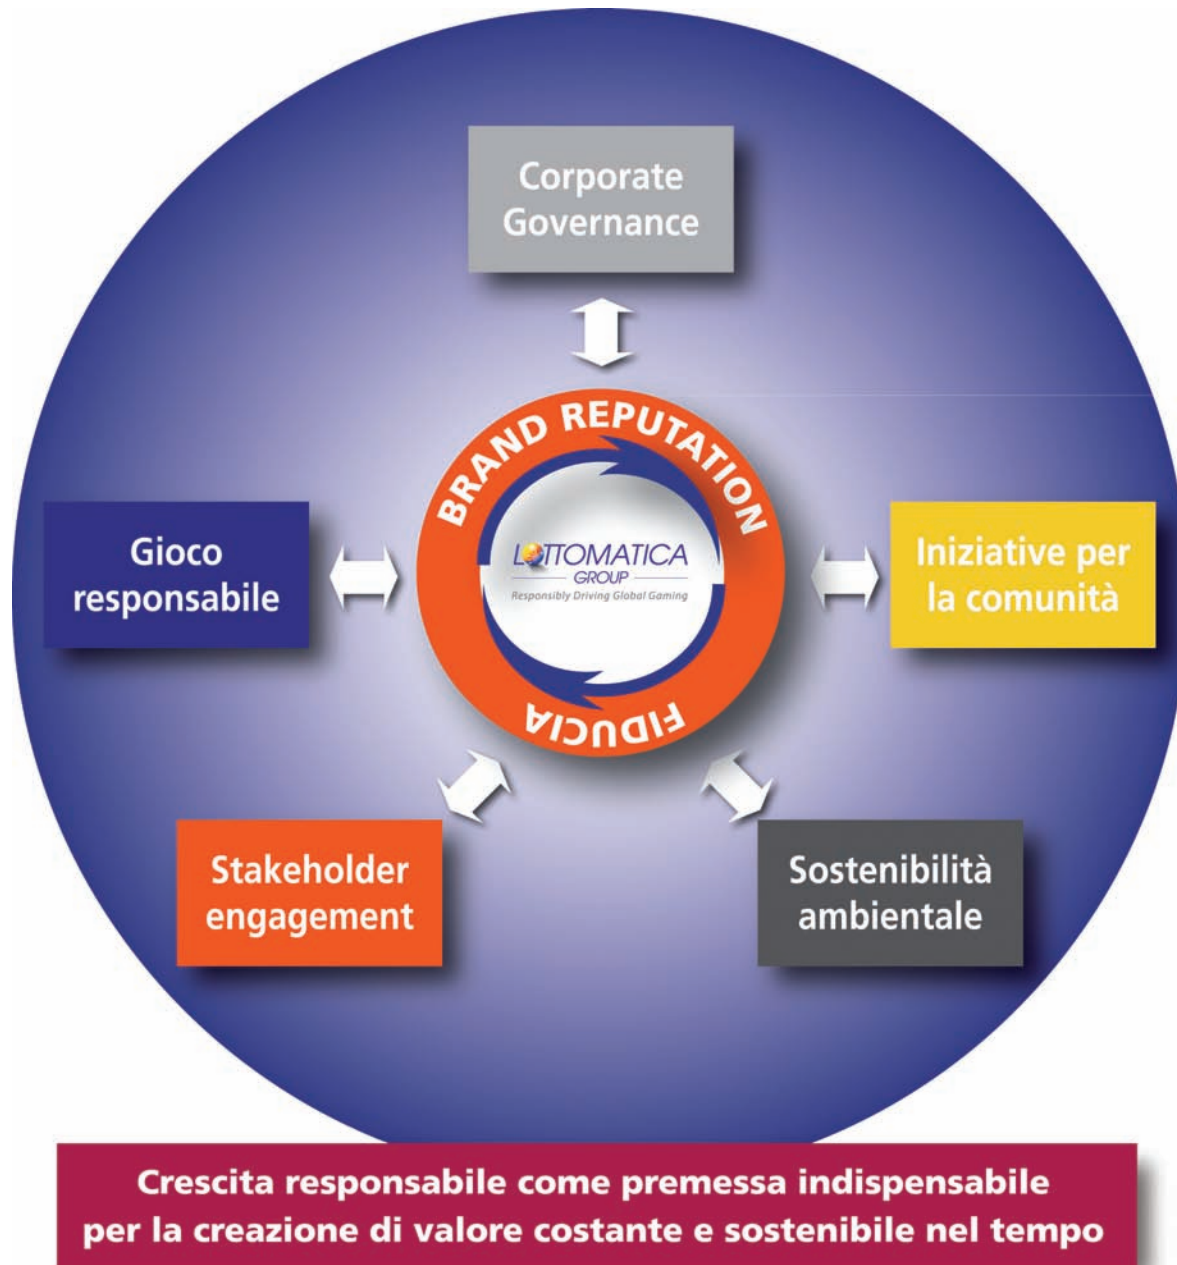 Corporate
Governance
BRAND REPUTATION
Gioco
responsabile
LOTTOMATICA
GROUP
Responsibly Driving Global Gaming
Iniziative per
la comunità
FIDUCIA
Stakeholder
engagement
Sostenibilità
ambientale
Crescita responsabile come premessa indispensabile
per la creazione di valore costante e sostenibile nel tempo